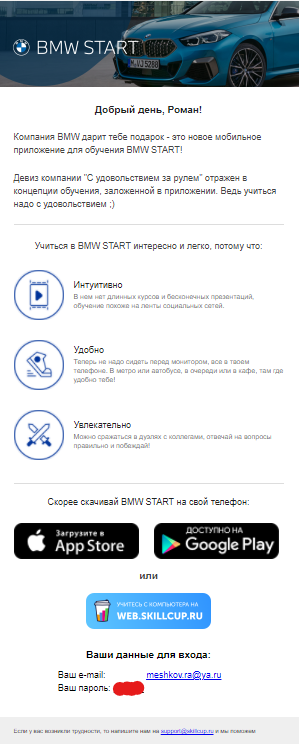 BMW START
Добрый день, Роман!
Компания BMW дарит тебе подарок - это новое мобильное
приложение для обучения BMW START!
Девиз компании "С удовольствием за рулем" отражен в
концепции обучения, заложенной в приложении. Ведь учиться
надо с удовольствием ;)
Учиться в BMW START интересно и легко, потому что:
Интуитивно
В нем нет длинных курсов и бесконечных презентаций,
обучение похоже на ленты социальных сетей.
Удобно
Теперь не надо сидеть перед монитором, все в твоем
телефоне. В метро или автобусе, в очереди или в кафе, там где
удобно тебе!
Увлекательно
Можно сражаться в дуэлях с коллегами, отвечай на вопросы
правильно и побеждай!
Скорее скачивай BMW START на свой телефон:
Загрузите в
App Store
ДОСТУПНО НА
Google Play
или
УЧИТЕСЬ С КОМПЬЮТЕРА НА
WEB.SKILLCUP.RU
Ваши данные для входа:
Ваш e-mail: meshkov.ra@ya.ru
Ваш пароль:
Если у вас возникли трудности, то напишите нам на support@skillcup.ru и мы поможем